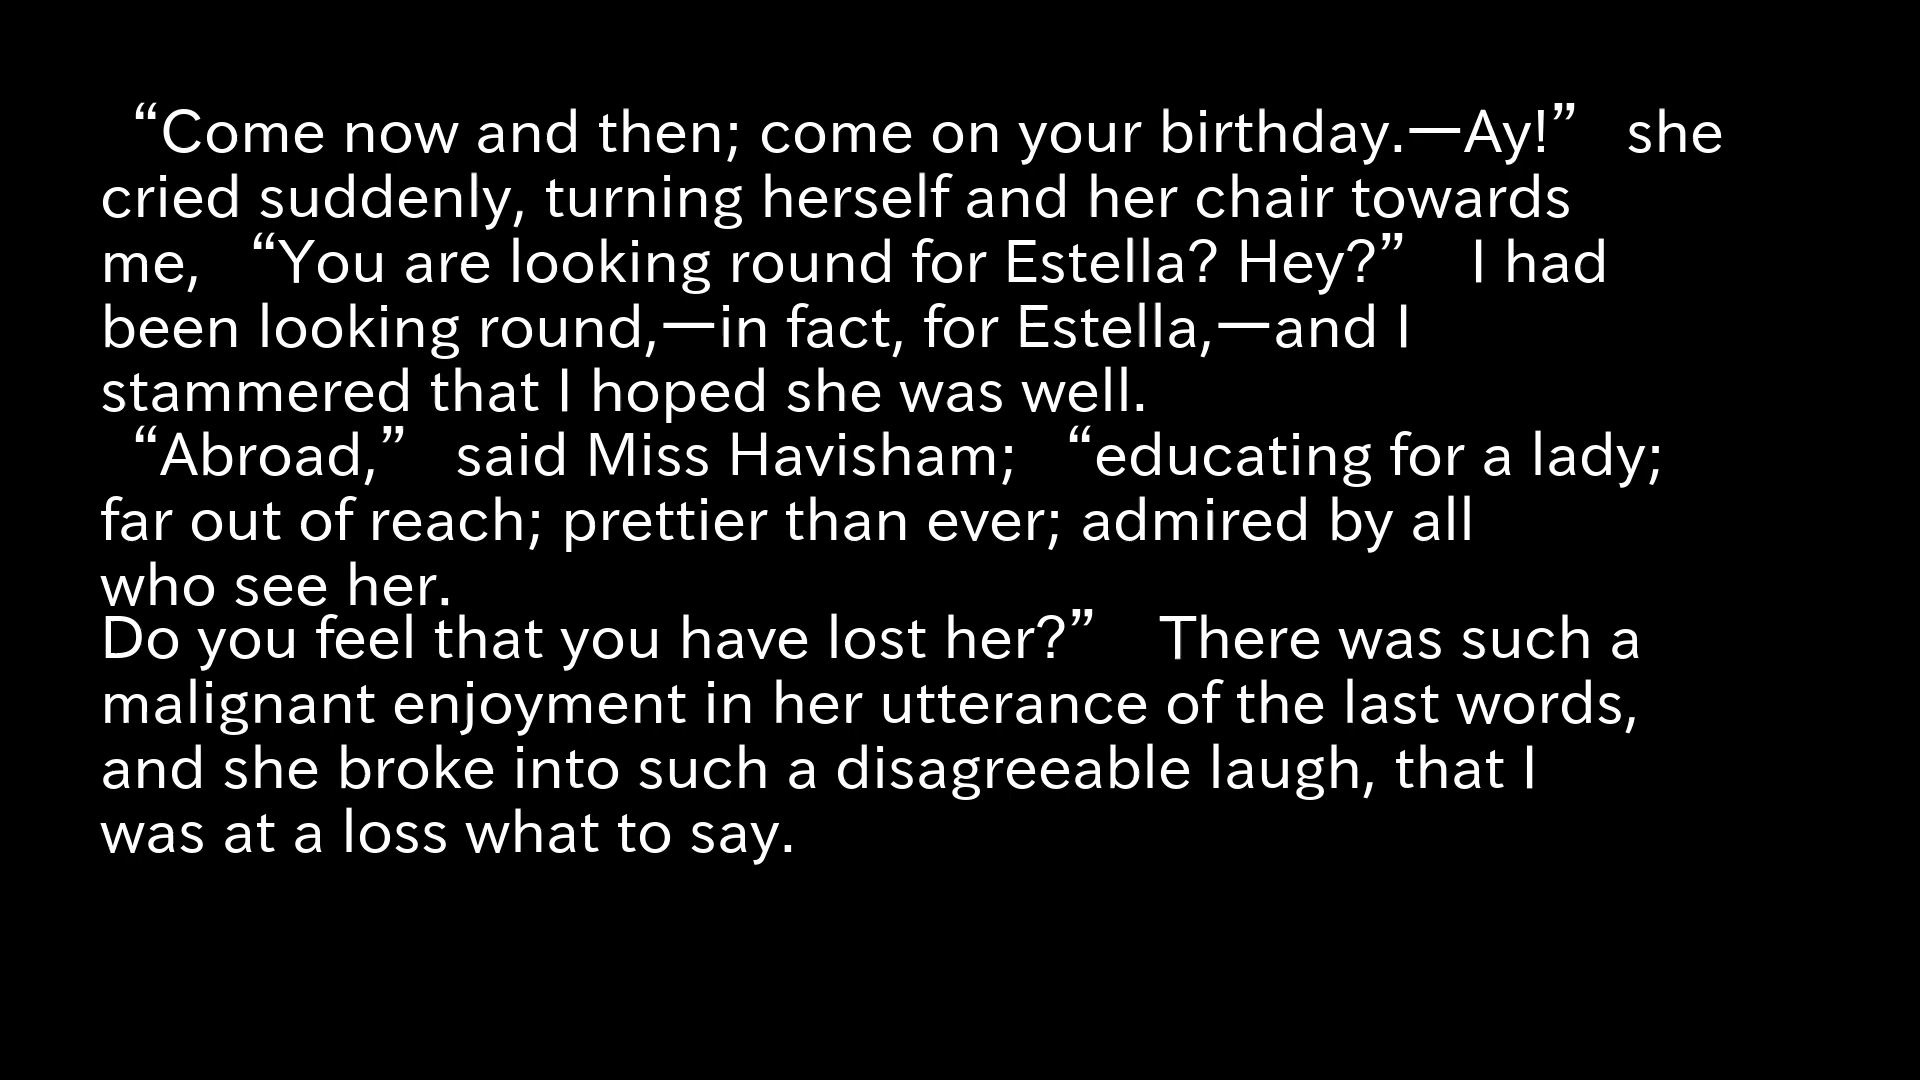 “Come now and then; come on your birthday.—Ay!” she
cried suddenly, turning herself and her chair towards
me, “You are looking round for Estella? Hey?” I had
been looking round,—in fact, for Estella,—and I
stammered that I hoped she was well.
“Abroad,” said Miss Havisham; “educating for a lady;
far out of reach; prettier than ever; admired by all
who see her.
Do you feel that you have lost her?” There was such a
malignant enjoyment in her utterance of the last words,
and she broke into such a disagreeable laugh, that I
was at a loss what to say.